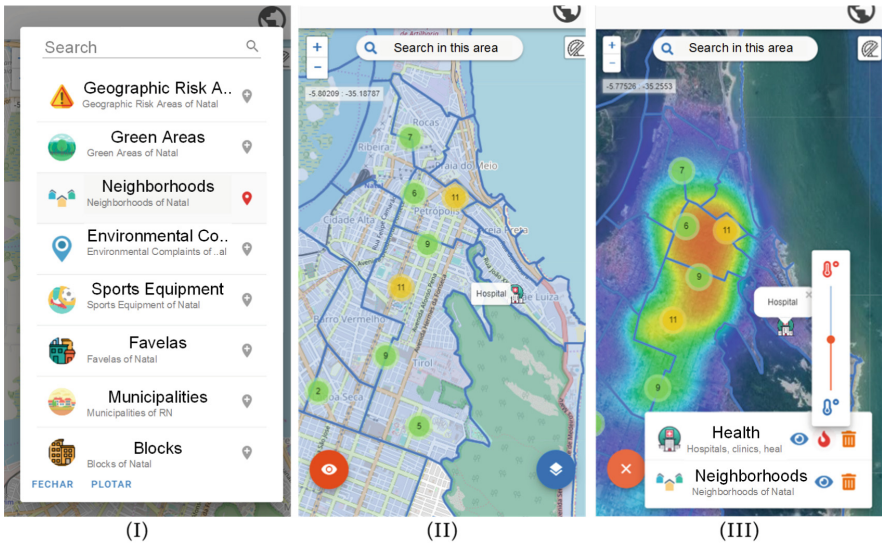 Search
Geographic Risk A..
Geographic Risk Areas of Natal
Green Areas
Green Areas of Natal
Neighborhoods
Neighborhoods of Natal
Environmental Co..
Environmental Complaints of ..al
Sports Equipment
Sports Equipment of Natal
Favelas
Favelas of Natal
Municipalities
Municipalities of RN
Blocks
Blocks of Natal
FECHAR PLOTAR
(I)
+
−
Search in this area
-5.80209 : -35.18787
Rocas
7
Ribeira
Praia do Meio
Natal
6
11
Petrópolis
Cidade Alta
9
Areia Preta
Hospital
11
Barro Vermelho
Avenida Afonso Pena
9
Tirol
2
5
(II)
+
−
Search in this area
-5.77526 : -35.2553
7
6
11
9
Hospital
11
9
Health
Hospitals, clinics, heal
Neighborhoods
Neighborhoods of Natal
(III)